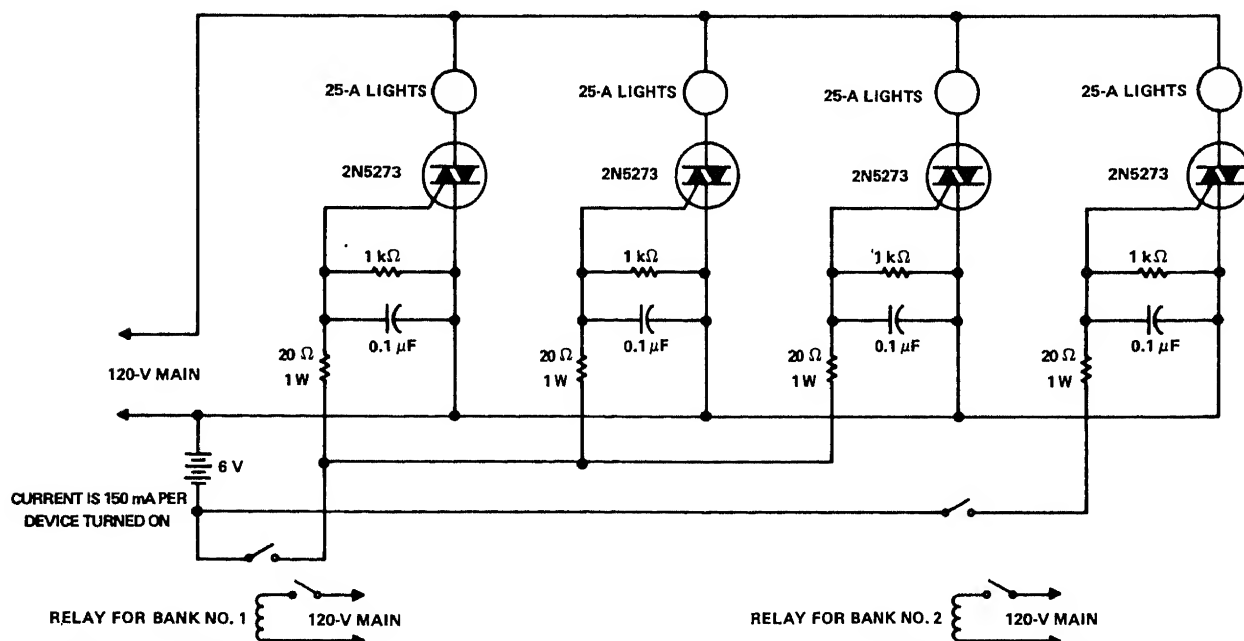 25-A LIGHTS
25-A LIGHTS
25-A LIGHTS
25-A LIGHTS
2N5273
2N5273
2N5273
2N5273
1 kΩ
1 kΩ
1 kΩ
1 kΩ
0.1 μF
0.1 μF
0.1 μF
0.1 μF
20 Ω
1 W
20 Ω
1 W
20 Ω
1 W
20 Ω
1 W
120-V MAIN
6 V
CURRENT IS 150 mA PER
DEVICE TURNED ON
RELAY FOR BANK NO. 1
120-V MAIN
RELAY FOR BANK NO. 2
120-V MAIN